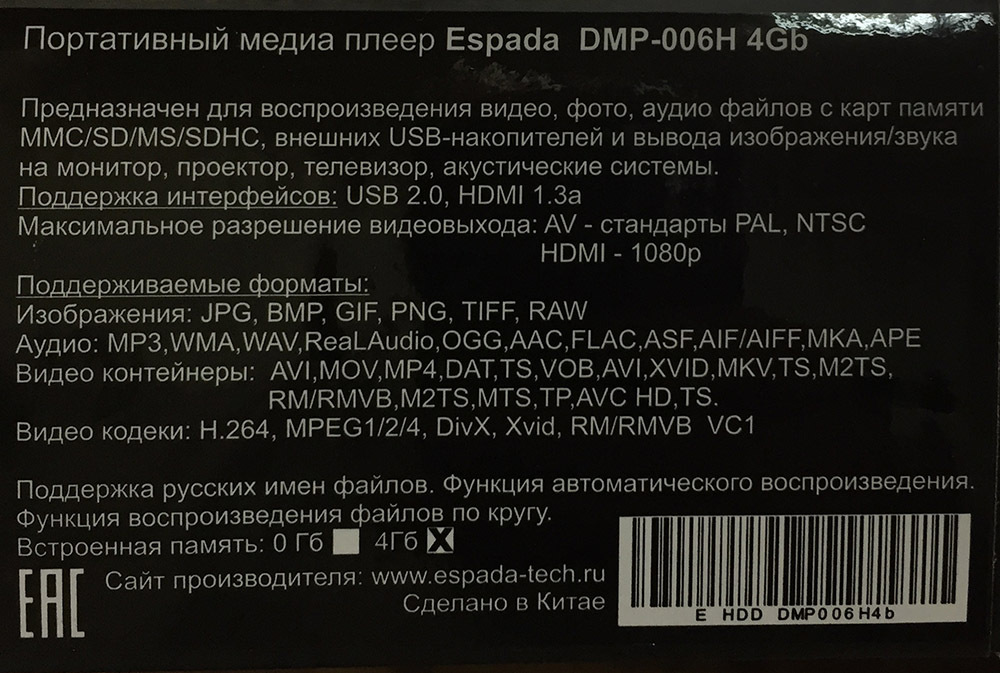 Портативный медиа плеер Espada DMP-006H 4Gb
Предназначен для воспроизведения видео, фото, аудио файлов с карт памяти
MMC/SD/MS/SDHC, внешних USB-накопителей и вывода изображения/звука
на монитор, проектор, телевизор, акустические системы.
Поддержка интерфейсов: USB 2.0, HDMI 1.3a
Максимальное разрешение видеовыхода: AV - стандарты PAL, NTSC
HDMI - 1080p
Поддерживаемые форматы:
Изображения: JPG, BMP, GIF, PNG, TIFF, RAW
Аудио: MP3,WMA,WAV,ReaLAudio,OGG,AAC,FLAC,ASF,AIF/AIFF,MKA,APE
Видео контейнеры: AVI,MOV,MP4,DAT,TS,VOB,AVI,XVID,MKV,TS,M2TS,
RM/RMVB,M2TS,MTS,TP,AVC HD,TS.
Видео кодеки: H.264, MPEG1/2/4, DivX, Xvid, RM/RMVB VC1
Поддержка русских имен файлов. Функция автоматического воспроизведения.
Функция воспроизведения файлов по кругу.
Встроенная память: 0 Гб 4Гб X
EAC Сайт производителя: www.espada-tech.ru
Сделано в Китае
E HDD DMP006H4b